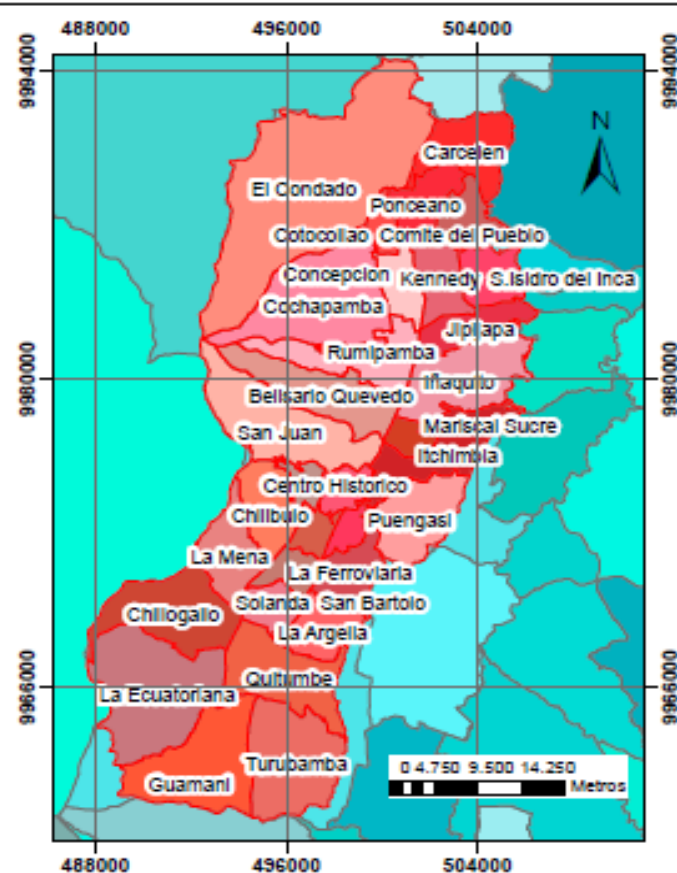 488000 496000 504000
9994000 9994000
N
Carcelen
El Condado
Ponceano
Cotocollao Comite del Pueblo
Concepcion Kennedy S.Isidro del Inca
Cochapamba
Jipijapa
Rumipamba
9980000 Iñaquito 9980000
Belisario Quevedo
Mariscal Sucre
San Juan
Itchimbia
Centro Historico
Chilibulo Puengasi
La Mena
La Ferroviaria
Solanda San Bartolo
Chillogallo
La Argelia
9966000 Quitumbe 9966000
La Ecuatoriana
Turubamba
0 4.750 9.500 14.250
Guamani Metros
488000 496000 504000